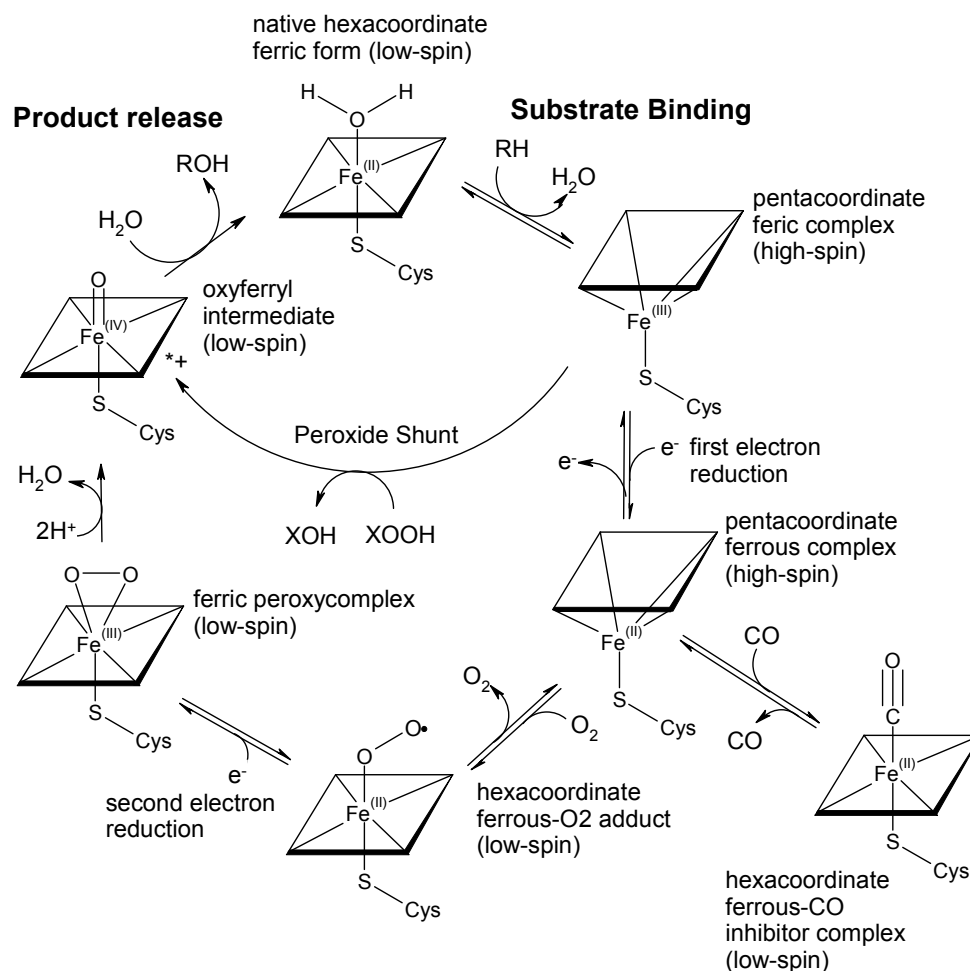 native hexacoordinate
ferric form (low-spin)
H H
O
Fe(II)
S
Cys
Product release
Substrate Binding
ROH
H2O
RH
H2O
pentacoordinate
feric complex
(high-spin)
Fe(III)
S
Cys
O
Fe(IV)
*+
S
Cys
oxyferryl
intermediate
(low-spin)
Peroxide Shunt
XOH XOOH
e- e- first electron
reduction
H2O
2H+
pentacoordinate
ferrous complex
(high-spin)
Fe(II)
S
Cys
O O
Fe(III)
S
Cys
ferric peroxycomplex
(low-spin)
CO
CO
O
C
Fe(II)
S
Cys
O2
O2
e-
second electron
reduction
O•
O
Fe(II)
S
Cys
hexacoordinate
ferrous-O2 adduct
(low-spin)
hexacoordinate
ferrous-CO
inhibitor complex
(low-spin)